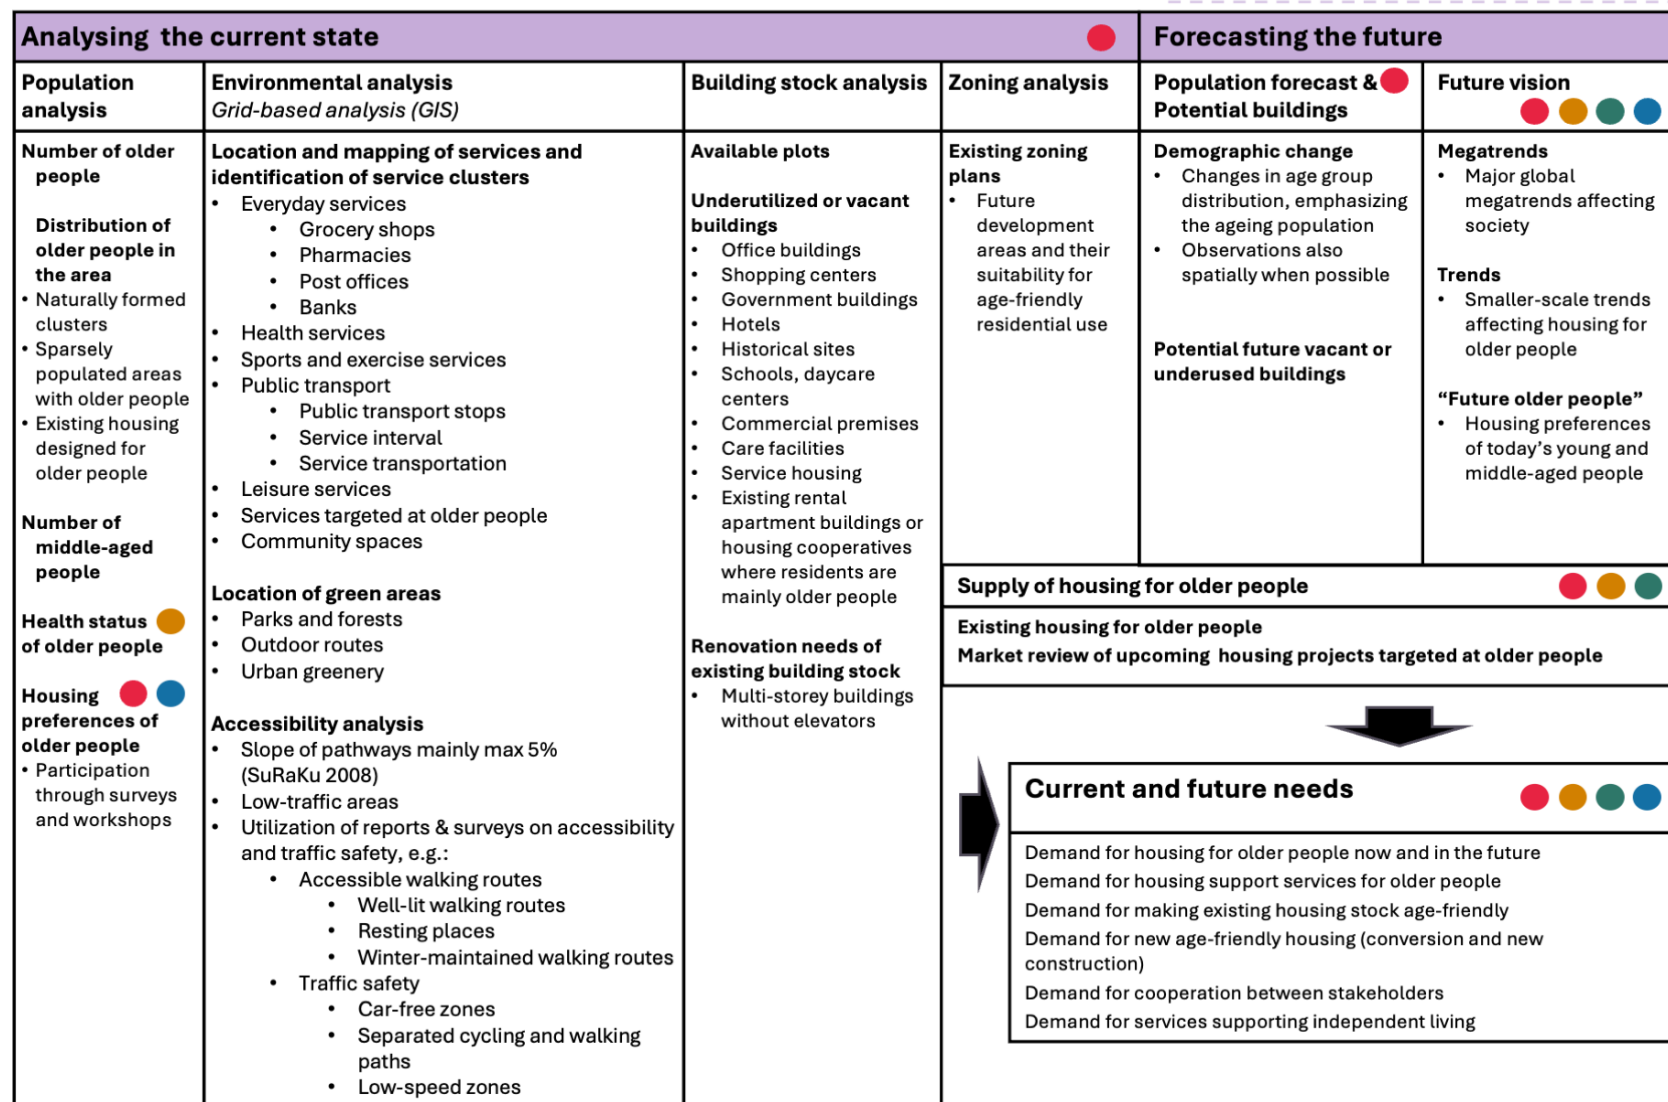 Analysing the current state
Forecasting the future
Population
analysis
Environmental analysis
Grid-based analysis (GIS)
Building stock analysis
Zoning analysis
Population forecast &
Potential buildings
Future vision
Number of older
people
Distribution of
older people in
the area
• Naturally formed
clusters
• Sparsely
populated areas
with older people
• Existing housing
designed for
older people
Number of
middle-aged
people
Health status
of older people
Housing
preferences of
older people
• Participation
through surveys
and workshops
Location and mapping of services and
identification of service clusters
• Everyday services
• Grocery shops
• Pharmacies
• Post offices
• Banks
• Health services
• Sports and exercise services
• Public transport
• Public transport stops
• Service interval
• Service transportation
• Leisure services
• Services targeted at older people
• Community spaces
Location of green areas
• Parks and forests
• Outdoor routes
• Urban greenery
Accessibility analysis
• Slope of pathways mainly max 5%
(SuRaKu 2008)
• Low-traffic areas
• Utilization of reports & surveys on accessibility
and traffic safety, e.g.:
• Accessible walking routes
• Well-lit walking routes
• Resting places
• Winter-maintained walking routes
• Traffic safety
• Car-free zones
• Separated cycling and walking
paths
• Low-speed zones
Available plots
Underutilized or vacant
buildings
• Office buildings
• Shopping centers
• Government buildings
• Hotels
• Historical sites
• Schools, daycare
centers
• Commercial premises
• Care facilities
• Service housing
• Existing rental
apartment buildings or
housing cooperatives
where residents are
mainly older people
Renovation needs of
existing building stock
• Multi-storey buildings
without elevators
Existing zoning
plans
• Future
development
areas and their
suitability for
age-friendly
residential use
Demographic change
• Changes in age group
distribution, emphasizing
the ageing population
• Observations also
spatially when possible
Potential future vacant or
underused buildings
Megatrends
• Major global
megatrends affecting
society
Trends
• Smaller-scale trends
affecting housing for
older people
“Future older people”
• Housing preferences
of today’s young and
middle-aged people
Supply of housing for older people
Existing housing for older people
Market review of upcoming housing projects targeted at older people
Current and future needs
Demand for housing for older people now and in the future
Demand for housing support services for older people
Demand for making existing housing stock age-friendly
Demand for new age-friendly housing (conversion and new
construction)
Demand for cooperation between stakeholders
Demand for services supporting independent living